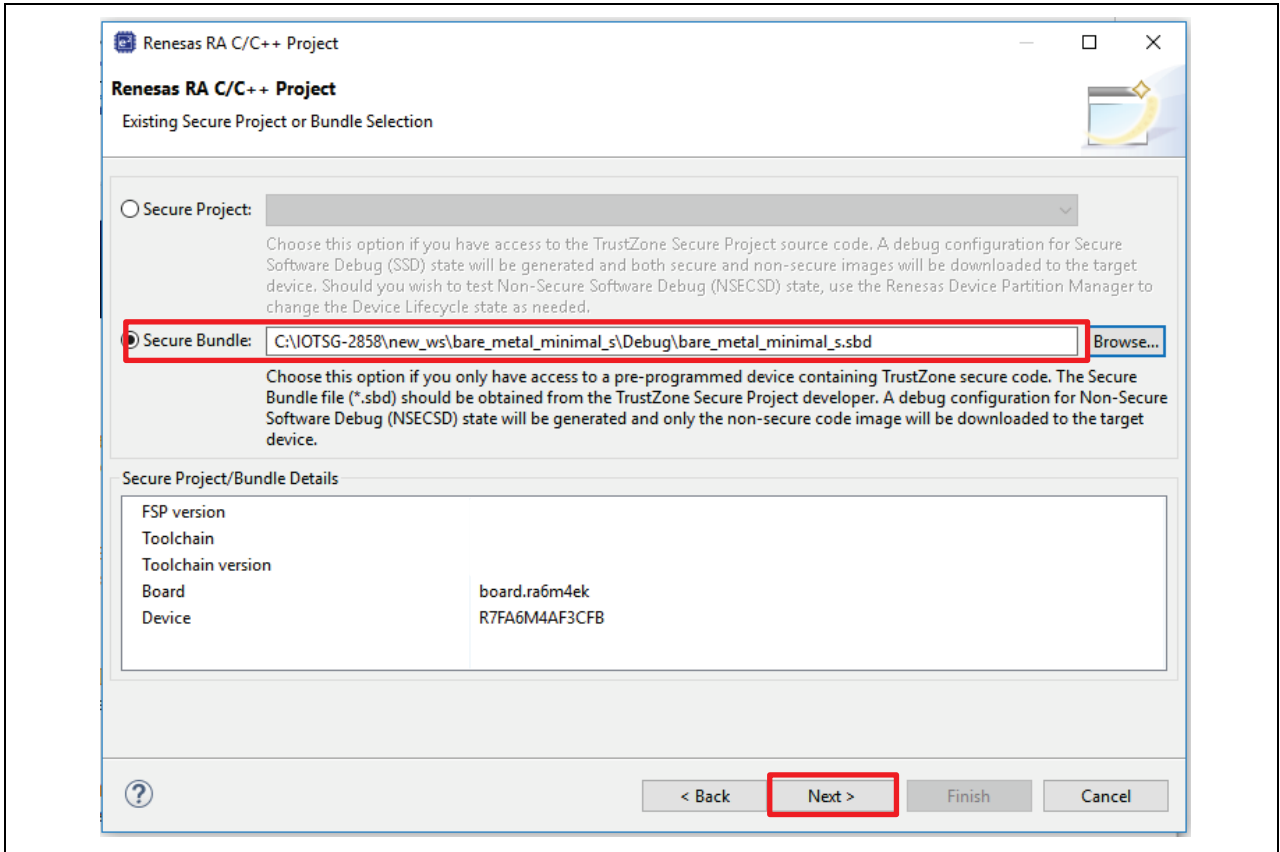 Renesas RA C/C++ Project
Renesas RA C/C++ Project
Existing Secure Project or Bundle Selection
Secure Project:
Choose this option if you have access to the TrustZone Secure Project source code. A debug configuration for Secure
Software Debug (SSD) state will be generated and both secure and non-secure images will be downloaded to the target
device. Should you wish to test Non-Secure Software Debug (NSECSD) state, use the Renesas Device Partition Manager to
change the Device Lifecycle state as needed.
Secure Bundle: C:\IOTSG-2858\new_ws\bare_metal_minimal_s\Debug\bare_metal_minimal_s.sbd Browse...
Choose this option if you only have access to a pre-programmed device containing TrustZone secure code. The Secure
Bundle file (*.sbd) should be obtained from the TrustZone Secure Project developer. A debug configuration for Non-Secure
Software Debug (NSECSD) state will be generated and only the non-secure code image will be downloaded to the target
device.
Secure Project/Bundle Details
FSP version
Toolchain
Toolchain version
Board board.ra6m4ek
Device R7FA6M4AF3CFB
? < Back Next > Finish Cancel